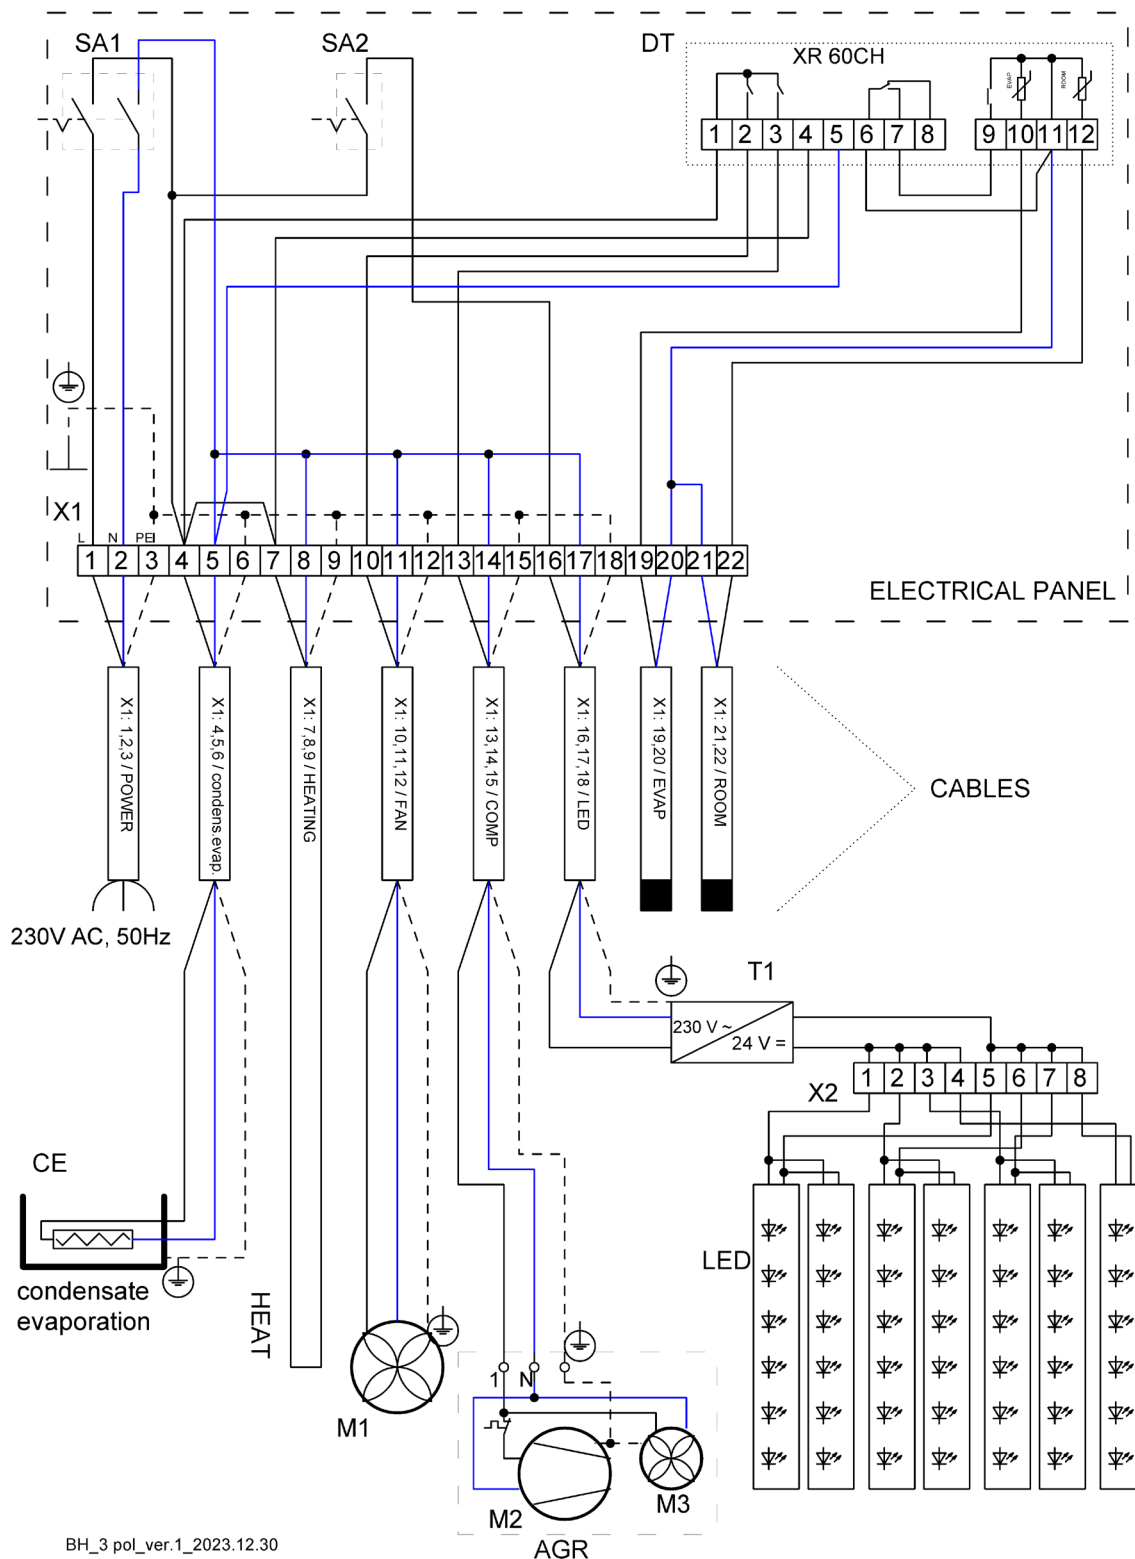 SA1
SA2
DT
XR 60CH
EVAP
ROOM
1 2 3 4 5 6 7 8
9 10 11 12
X1
L N PE
1 2 3 4 5 6 7 8 9 10 11 12 13 14 15 16 17 18 19 20 21 22
ELECTRICAL PANEL
X1: 1,2,3 / POWER
X1: 4,5,6 / condens.evap.
X1: 7,8,9 / HEATING
X1: 10,11,12 / FAN
X1: 13,14,15 / COMP
X1: 16,17,18 / LED
X1: 19,20 / EVAP
X1: 21,22 / ROOM
CABLES
230V AC, 50Hz
T1
230 V ~
24 V =
X2
1 2 3 4 5 6 7 8
CE
condensate
evaporation
HEAT
LED
M1
1 N
M2
M3
AGR
BH_3 pol_ver.1_2023.12.30